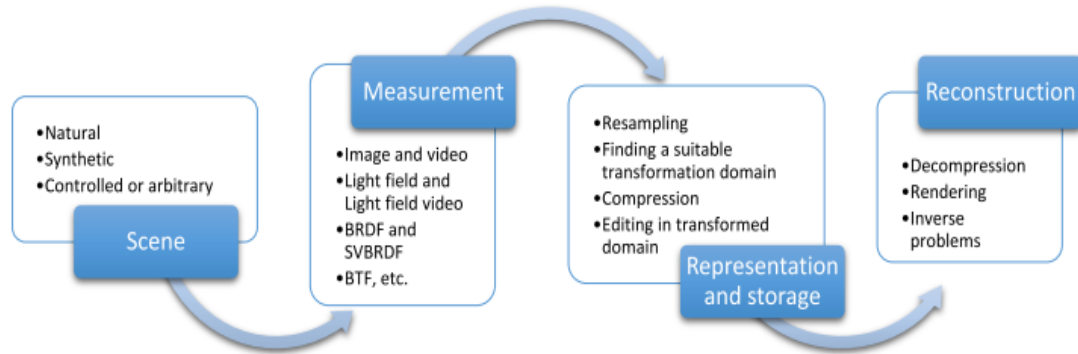 •Natural
•Synthetic
•Controlled or arbitrary
Scene
Measurement
•Image and video
•Light field and
Light field video
•BRDF and
SVBRDF
•BTF, etc.
•Resampling
•Finding a suitable
transformation domain
•Compression
•Editing in transformed
domain
Representation
and storage
Reconstruction
•Decompression
•Rendering
•Inverse
problems